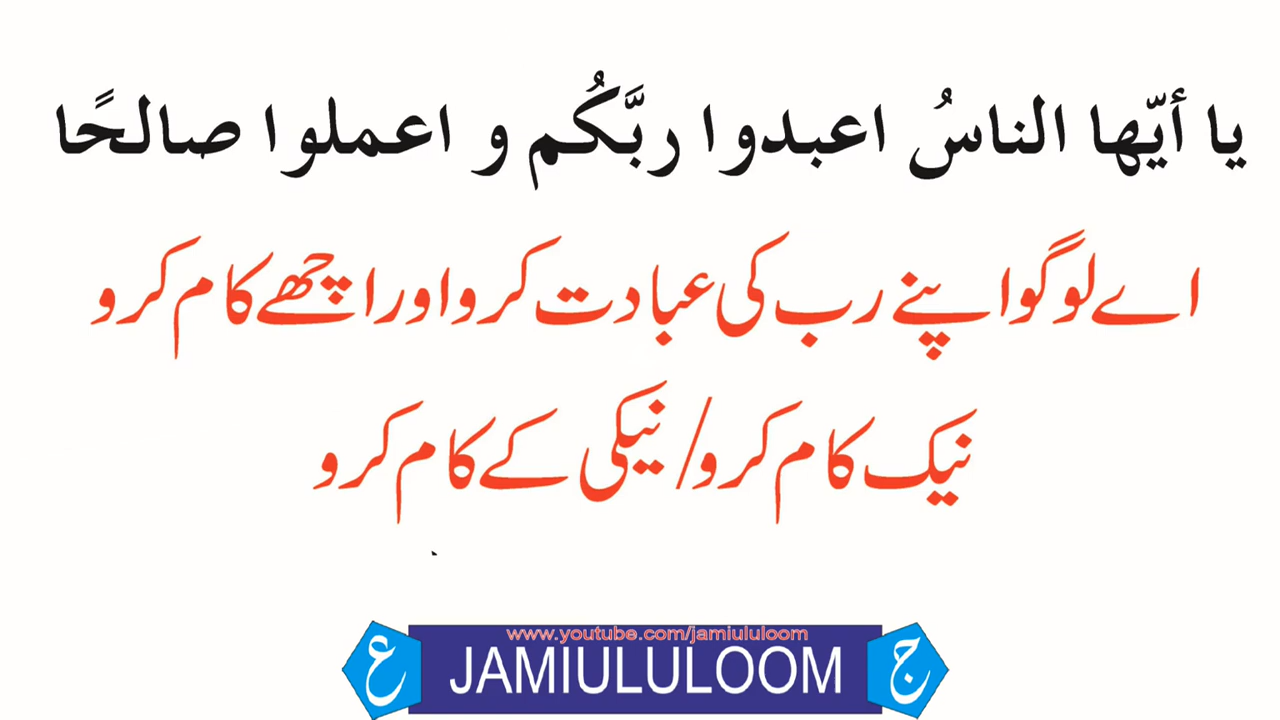 يا أيّها الناسُ اعبدوا ربَّكُم و اعملوا صالحًا
اے لوگو اپنے رب کی عبادت کرو اور اچھے کام کرو
نیک کام کرو/نیکی کے کام کرو
www.youtube.com/jamiululoom
ع JAMIULULOOM ج